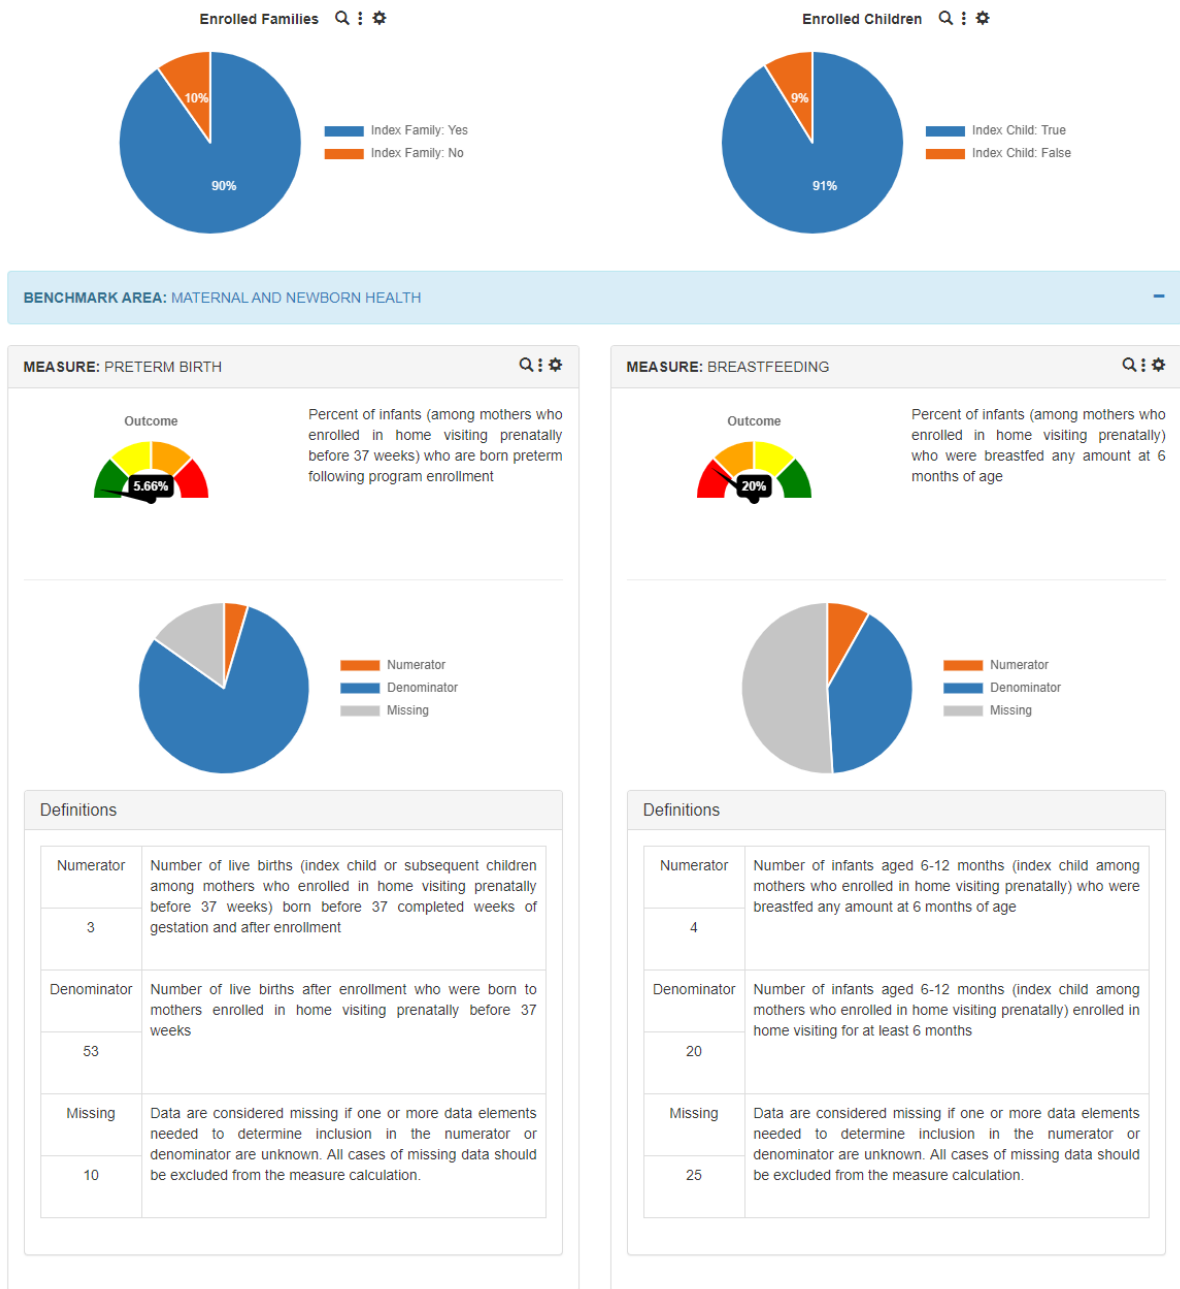 Enrolled Families
10%
90%
Index Family: Yes
Index Family: No
Enrolled Children
9%
91%
Index Child: True
Index Child: False
BENCHMARK AREA: MATERNAL AND NEWBORN HEALTH
MEASURE: PRETERM BIRTH
Outcome
5.66%
Percent of infants (among mothers who
enrolled in home visiting prenatally
before 37 weeks) who are born preterm
following program enrollment
Numerator
Denominator
Missing
Definitions
Numerator
3
Number of live births (index child or subsequent children
among mothers who enrolled in home visiting prenatally
before 37 weeks) born before 37 completed weeks of
gestation and after enrollment
Denominator
53
Number of live births after enrollment who were born to
mothers enrolled in home visiting prenatally before 37
weeks
Missing
10
Data are considered missing if one or more data elements
needed to determine inclusion in the numerator or
denominator are unknown. All cases of missing data should
be excluded from the measure calculation.
MEASURE: BREASTFEEDING
Outcome
20%
Percent of infants (among mothers who
enrolled in home visiting prenatally)
who were breastfed any amount at 6
months of age
Numerator
Denominator
Missing
Definitions
Numerator
4
Number of infants aged 6-12 months (index child among
mothers who enrolled in home visiting prenatally) who were
breastfed any amount at 6 months of age
Denominator
20
Number of infants aged 6-12 months (index child among
mothers who enrolled in home visiting prenatally) enrolled in
home visiting for at least 6 months
Missing
25
Data are considered missing if one or more data elements
needed to determine inclusion in the numerator or
denominator are unknown. All cases of missing data should
be excluded from the measure calculation.